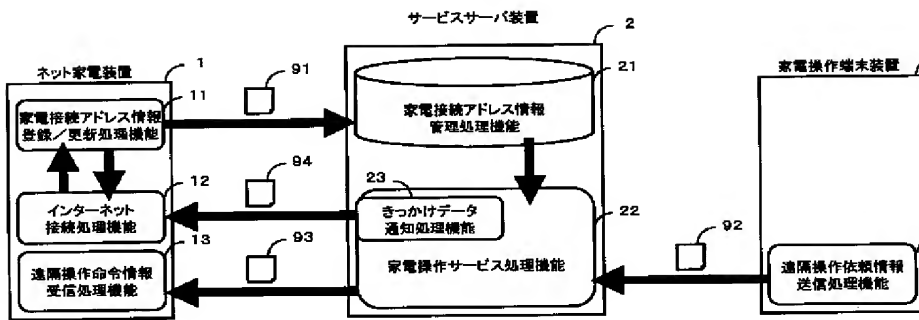 サービスサーバ装置
2
ネット家電装置
1
91
21
家電操作端末装置
11
家電接続アドレス情報
登録／更新処理機能
家電接続アドレス情報
管理処理機能
94
12
23
インターネット
接続処理機能
きっかけデータ
通知処理機能
22
13
93
92
遠隔操作命令情報
受信処理機能
家電操作サービス処理機能
遠隔操作依頼情報
送信処理機能